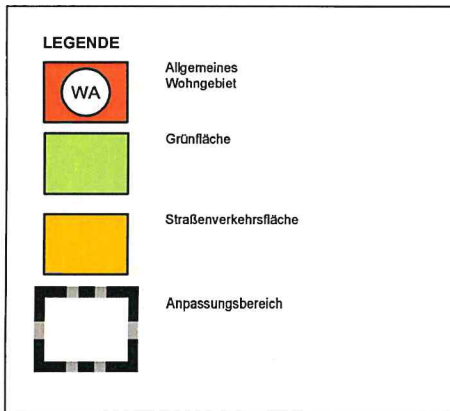 LEGENDE
WA
Allgemeines
Wohngebiet
Grünfläche
Straßenverkehrsfläche
Anpassungsbereich